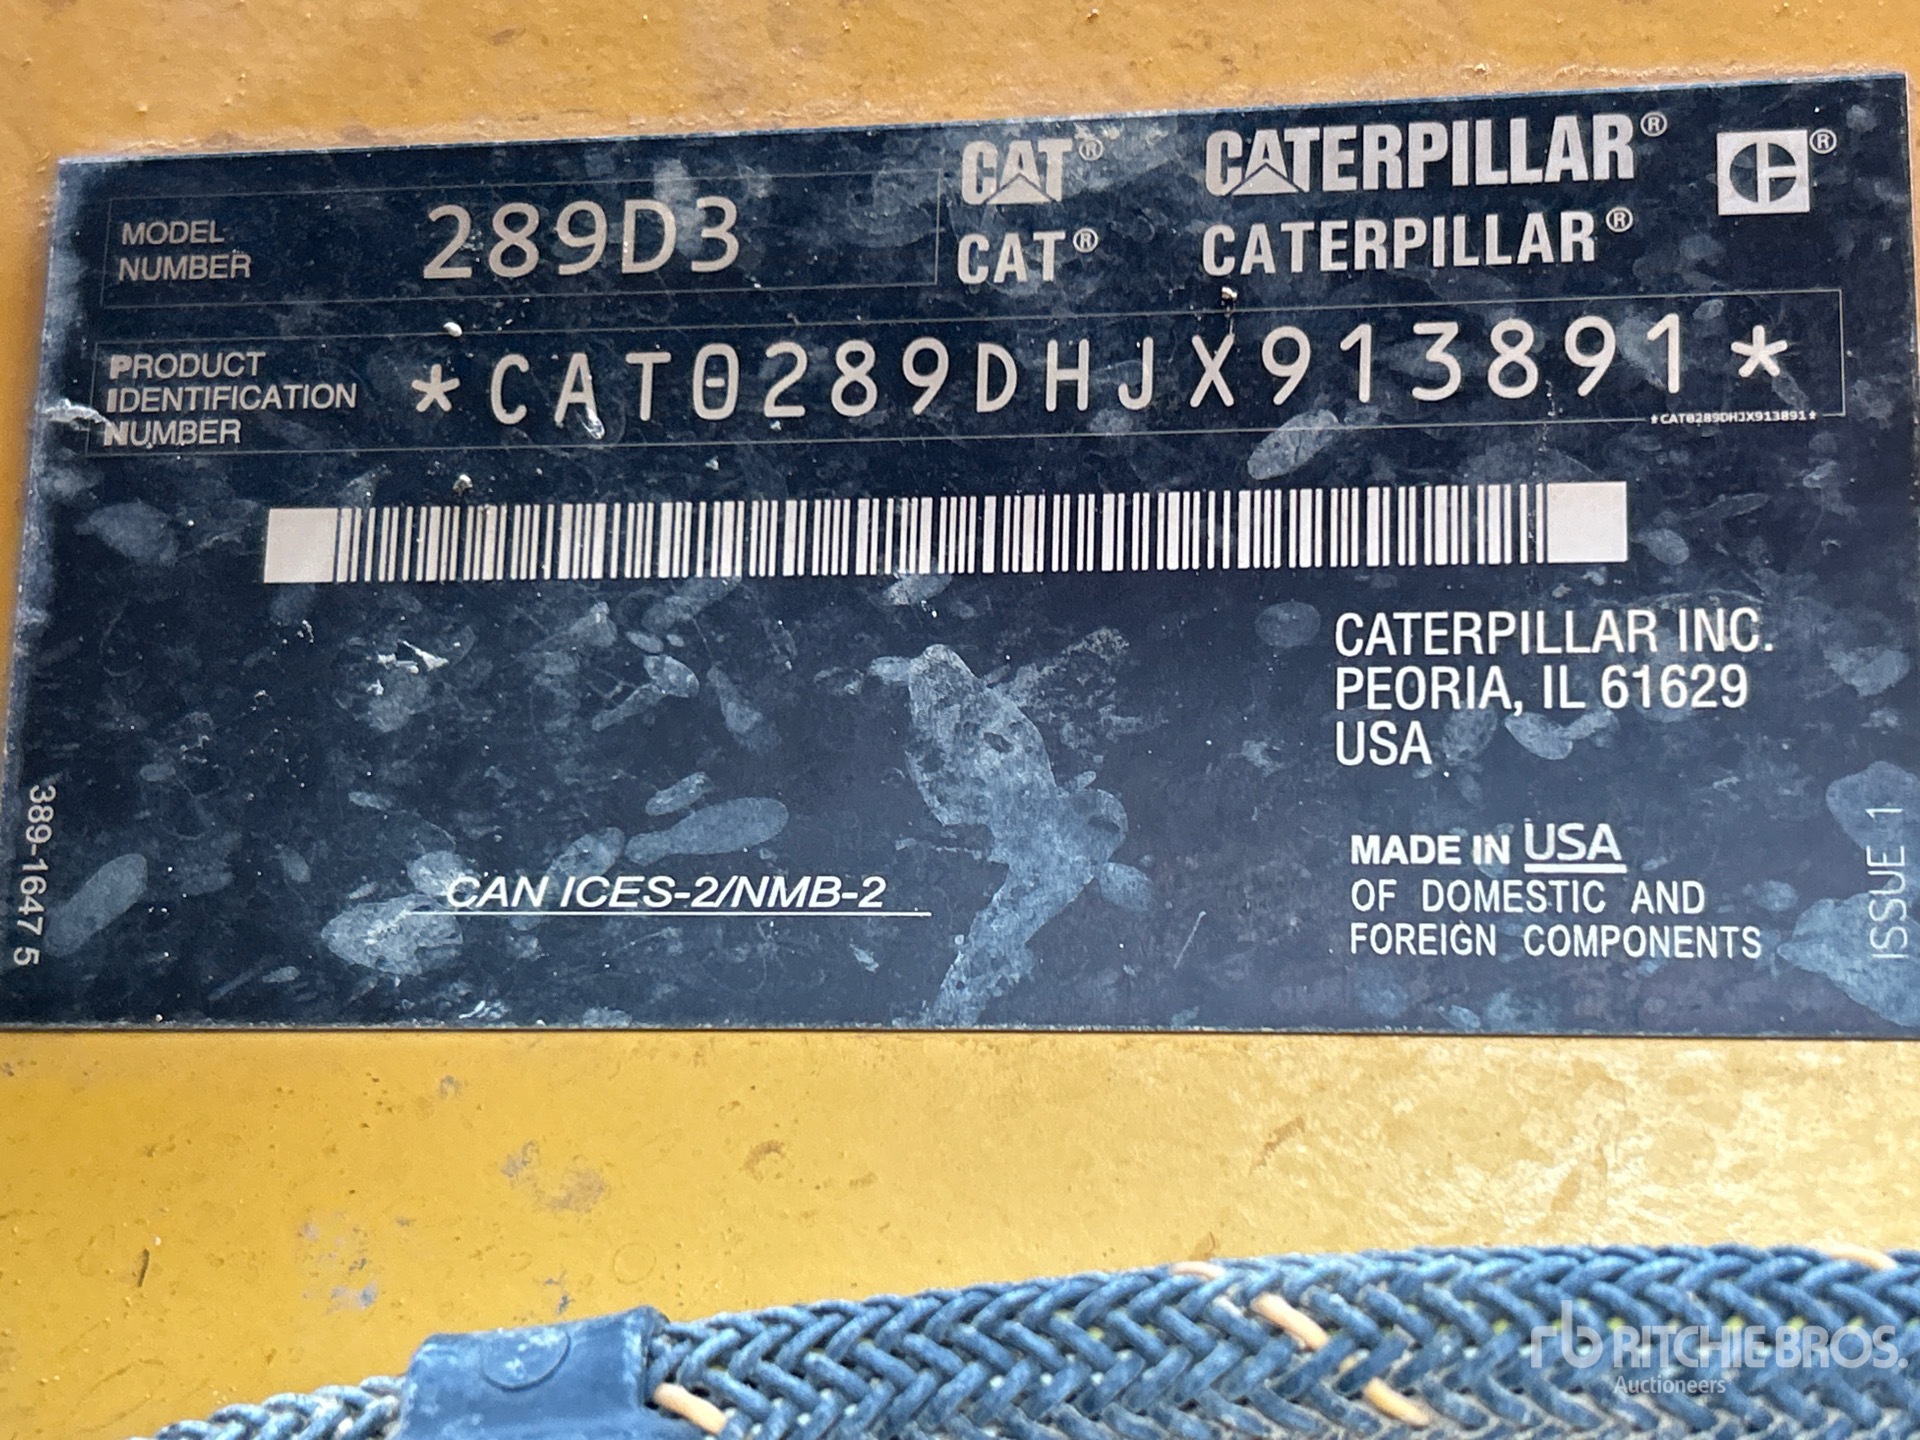 MODEL
NUMBER
289D3
CAT® CATERPILLAR® ®
CAT® CATERPILLAR®
PRODUCT
IDENTIFICATION
NUMBER
*CAT0289DHJX913891*
*CAT0289DHJX913891*
CATERPILLAR INC.
PEORIA, IL 61629
USA
MADE IN USA
OF DOMESTIC AND
FOREIGN COMPONENTS
CAN ICES-2/NMB-2
389-1647 5
ISSUE 1
rb RITCHIE BROS.
Auctioneers